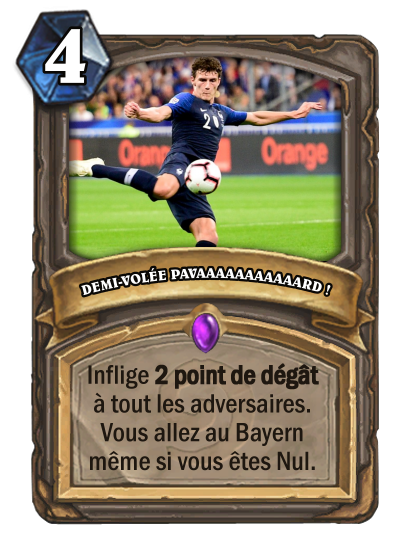 4
2
Orange
Orange
DEMI-VOLÉE PAVAAAAAAAAAAARD !
Inflige 2 point de dégât
à tout les adversaires.
Vous allez au Bayern
même si vous êtes Nul.